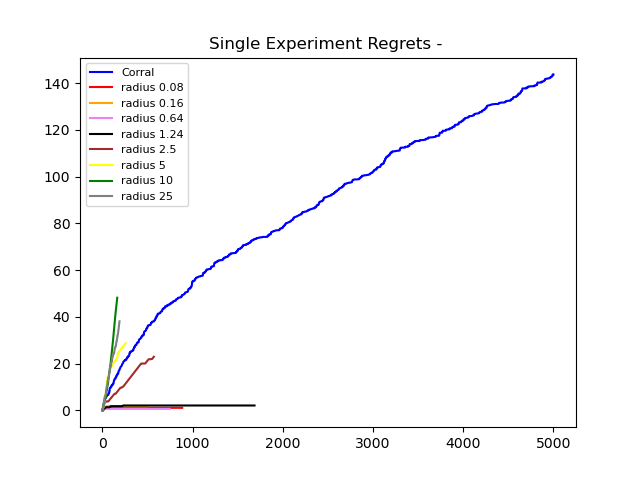 Single Experiment Regrets -
Corral
radius 0.08
radius 0.16
radius 0.64
radius 1.24
radius 2.5
radius 5
radius 10
radius 25
140
120
100
80
60
40
20
0
0 1000 2000 3000 4000 5000